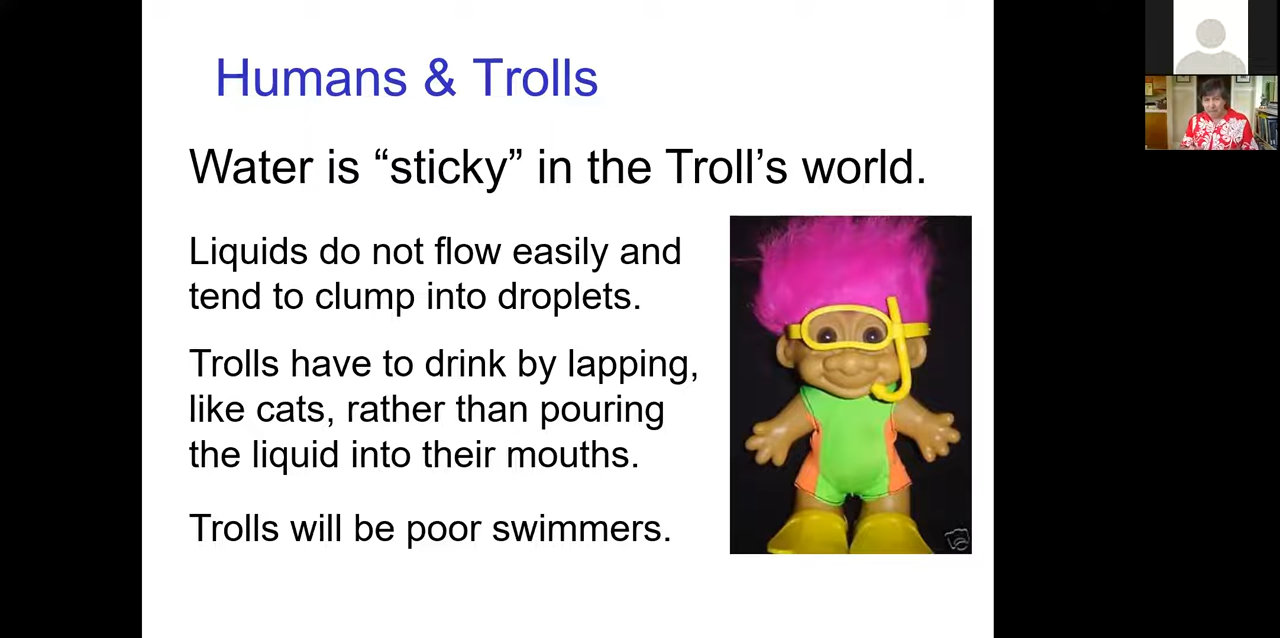 Humans & Trolls
Water is “sticky” in the Troll’s world.
Liquids do not flow easily and
tend to clump into droplets.
Trolls have to drink by lapping,
like cats, rather than pouring
the liquid into their mouths.
Trolls will be poor swimmers.